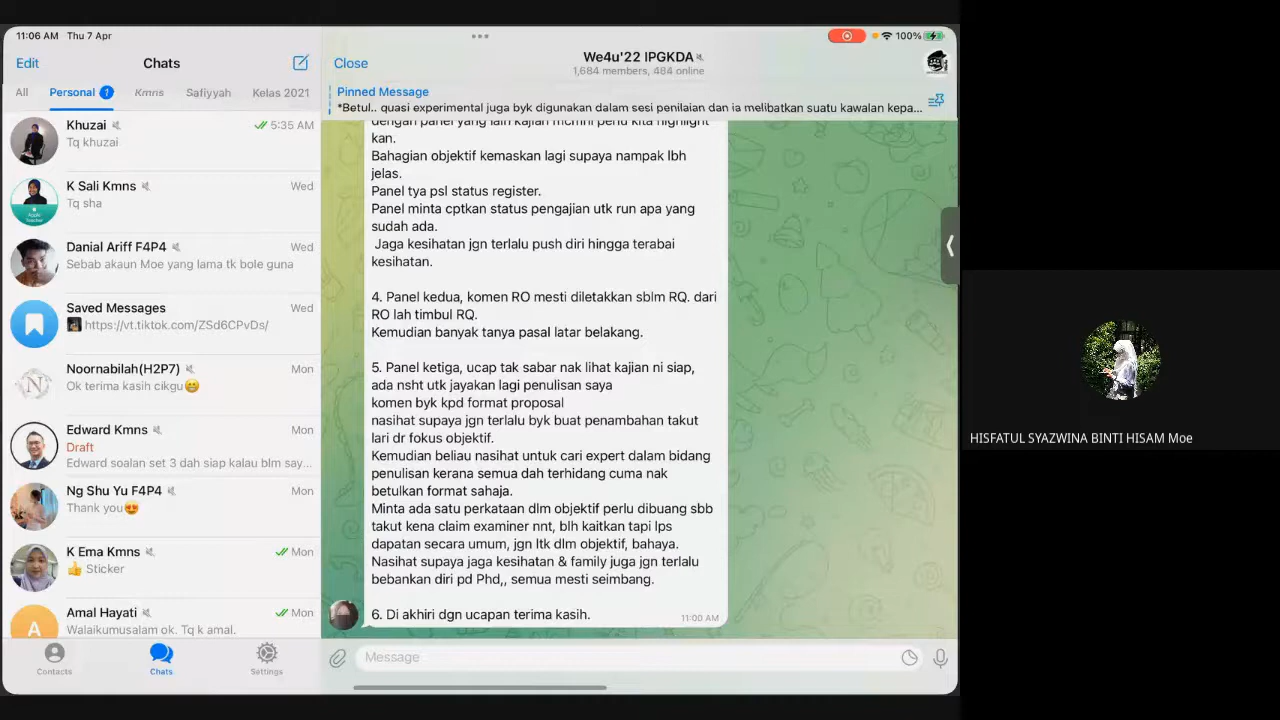 11:06 AM Thu 7 Apr
100%
Edit
Chats
All
Personal 1
Kmns
Safiyyah
Kelas 2021
Khuzai
5:35 AM
Tq khuzai
K Sali Kmns
Wed
Tq sha
Danial Ariff F4P4
Wed
Sebab akaun Moe yang lama tk bole guna
Saved Messages
Wed
https://vt.tiktok.com/ZSd6CPvDs/
Noornabilah(H2P7)
Mon
Ok terima kasih cikgu😁
Edward Kmns
Mon
Draft
Edward soalan set 3 dah siap kalau blm say...
Ng Shu Yu F4P4
Mon
Thank you😍
K Ema Kmns
Mon
👍 Sticker
Amal Hayati
Mon
Walaikumusalam ok. Tq k amal.
A
Contacts
Chats
Settings
Close
We4u'22 IPGKDA
1,684 members, 484 online
Pinned Message
*Betul.. quasi experimental juga byk digunakan dalam sesi penilaian dan ia melibatkan suatu kawalan kepa...
dengan panel yang lain kajian mcmni perlu kita highlight
kan.
Bahagian objektif kemaskan lagi supaya nampak lbh
jelas.
Panel tya psl status register.
Panel minta cptkan status pengajian utk run apa yang
sudah ada.
Jaga kesihatan jgn terlalu push diri hingga terabai
kesihatan.
4. Panel kedua, komen RO mesti diletakkan sblm RQ. dari
RO lah timbul RQ.
Kemudian banyak tanya pasal latar belakang.
5. Panel ketiga, ucap tak sabar nak lihat kajian ni siap,
ada nsht utk jayakan lagi penulisan saya
komen byk kpd format proposal
nasihat supaya jgn terlalu byk buat penambahan takut
lari dr fokus objektif.
Kemudian beliau nasihat untuk cari expert dalam bidang
penulisan kerana semua dah terhidang cuma nak
betulkan format sahaja.
Minta ada satu perkataan dlm objektif perlu dibuang sbb
takut kena claim examiner nnt, blh kaitkan tapi lps
dapatan secara umum, jgn ltk dlm objektif, bahaya.
Nasihat supaya jaga kesihatan & family juga jgn terlalu
bebankan diri pd Phd,, semua mesti seimbang.
6. Di akhiri dgn ucapan terima kasih.
11:00 AM
Message
HISFATUL SYAZWINA BINTI HISAM Moe